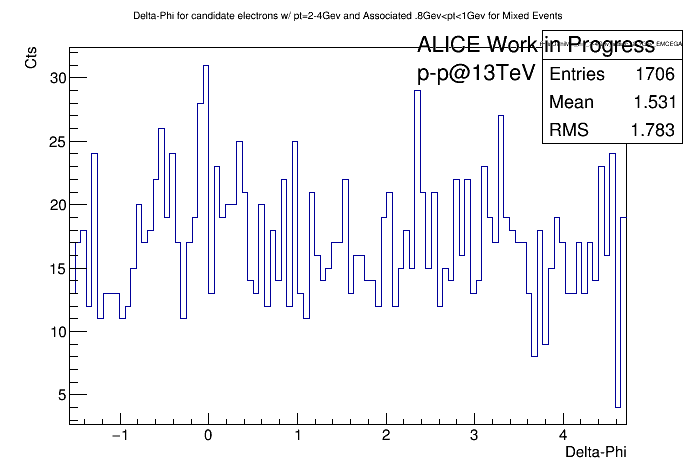 Delta-Phi for candidate electrons w/ pt=2-4Gev and Associated .8Gev<pt<1Gev for Mixed Events
Cts
ALICE Work in Progress
p-p@13TeV
EMCEGA
Entries 1706
Mean 1.531
RMS 1.783
30
25
20
15
10
5
−1 0 1 2 3 4
Delta-Phi